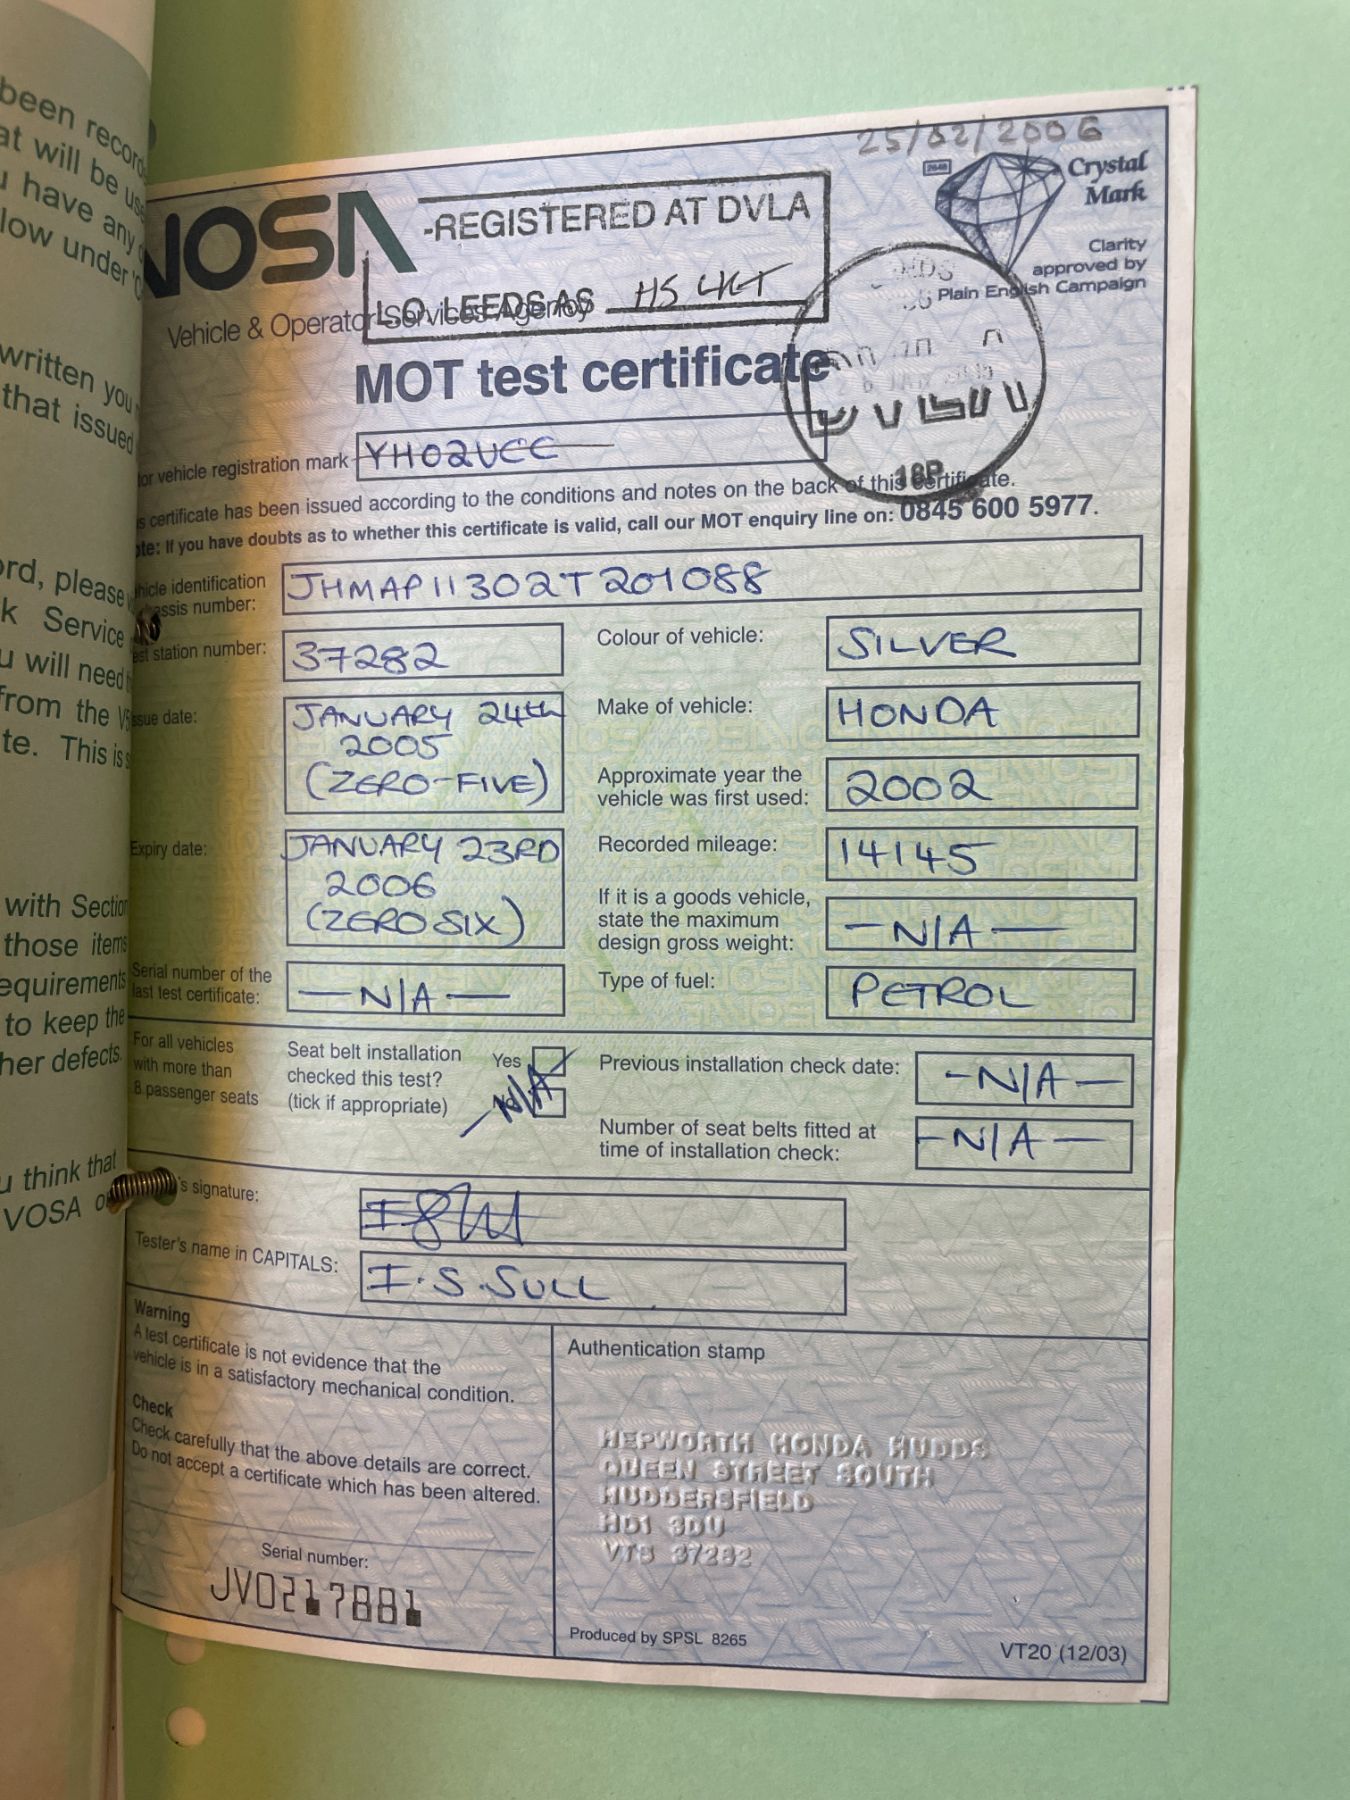 25/02/2006
VOSA
-REGISTERED AT DVLA
L.O. LEEDS AS HS 4KT
Vehicle & Operator Services Agency
Crystal
Mark
Clarity
approved by
Plain English Campaign
MOT test certificate
DVLA
vehicle registration mark YH02UCC
certificate has been issued according to the conditions and notes on the back of this certificate.
If you have doubts as to whether this certificate is valid, call our MOT enquiry line on: 0845 600 5977.
identification
number: JHMAP11302T201088
station number: 37282
Colour of vehicle: SILVER
date: JANUARY 24th
2005
(ZERO-FIVE)
Make of vehicle: HONDA
Approximate year the
vehicle was first used: 2002
Expiry date: JANUARY 23RD
2006
(ZERO SIX)
Recorded mileage: 14145
If it is a goods vehicle,
state the maximum
design gross weight: -N/A-
Serial number of the
last test certificate: -N/A-
Type of fuel: PETROL
For all vehicles
with more than
8 passenger seats
Seat belt installation
checked this test?
(tick if appropriate)
Yes
No
-N/A-
Previous installation check date: -N/A-
Number of seat belts fitted at
time of installation check: -N/A-
signature:
Tester's name in CAPITALS: I.S.SULL
Warning
A test certificate is not evidence that the
vehicle is in a satisfactory mechanical condition.
Check
Check carefully that the above details are correct.
Do not accept a certificate which has been altered.
Serial number:
JV0217881
Authentication stamp
HEPWORTH HONDA HUDDS
QUEEN STREET SOUTH
HUDDERSFIELD
HD1 3DU
VTS 37282
Produced by SPSL 8265
VT20 (12/03)
been
at will be
have any
low under
written you
that issued
please
Service
will need
from the
te. This is
with Section
those items
to keep the
her defects.
think that
VOSA